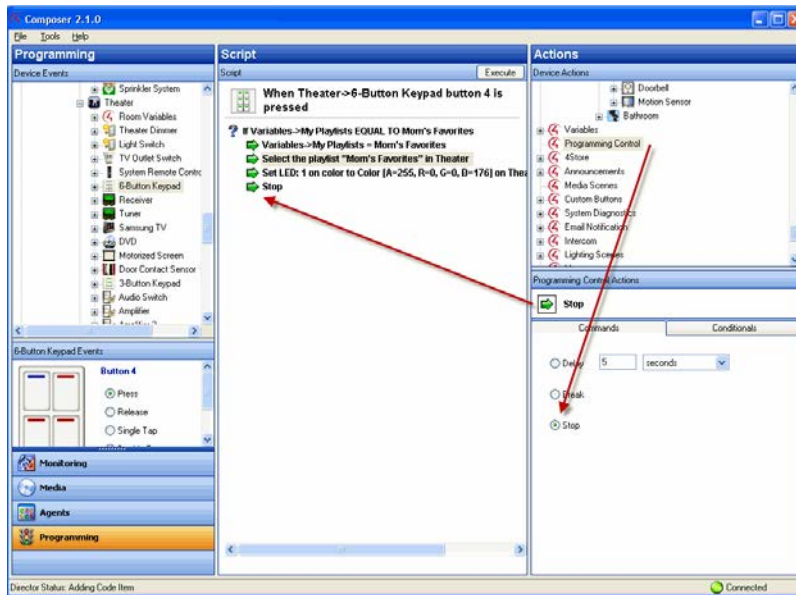 Composer 2.1.0
File Tools Help
Programming
Device Events
Sprinkler System
Theater
Room Variables
Theater Dimmer
Light Switch
TV Outlet Switch
System Remote Contro
6-Button Keypad
Receiver
Tuner
Samsung TV
DVD
Motorized Screen
Door Contact Sensor
3-Button Keypad
Audio Switch
Amplifier
6-Button Keypad Events
Button 4
Press
Release
Single Tap
Monitoring
Media
Agents
Programming
Script
Script Execute
When Theater->6-Button Keypad button 4 is
pressed
If Variables->My Playlists EQUAL TO Mom's Favorites
Variables->My Playlists = Mom's Favorites
Select the playlist "Mom's Favorites" in Theater
Set LED: 1 on color to Color [A=255, R=0, G=0, B=176] on Thea
Stop
Actions
Device Actions
Doorbell
Motion Sensor
Bathroom
Variables
Programming Control
4Store
Announcements
Media Scenes
Custom Buttons
System Diagnostics
Email Notification
Intercom
Lighting Scenes
Programming Control Actions
Stop
Commands Conditionals
Delay 5 seconds
Break
Stop
Director Status: Adding Code Item Connected